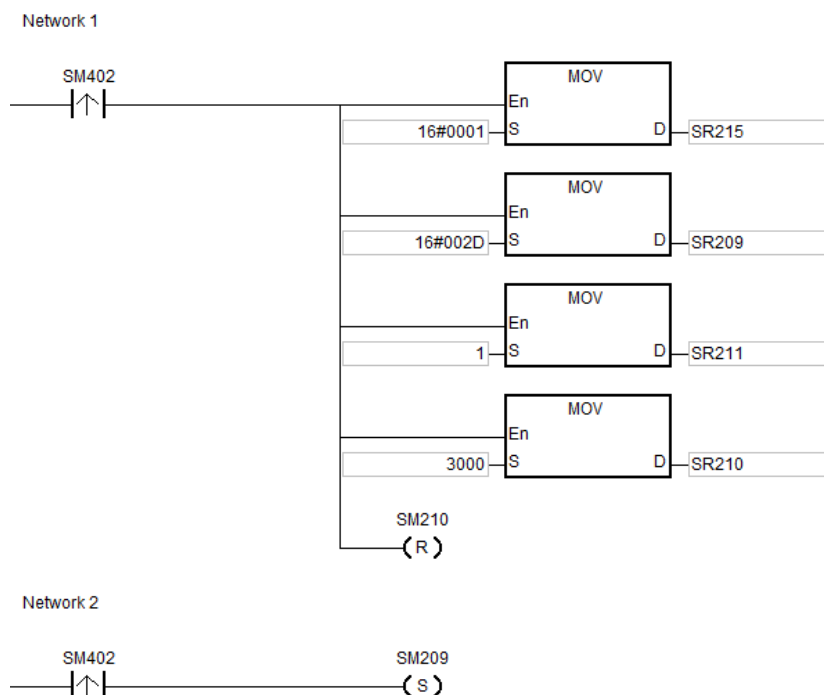 Network 1
SM402
MOV
En
16#0001 S D SR215
MOV
En
16#002D S D SR209
MOV
En
1 S D SR211
MOV
En
3000 S D SR210
SM210
R
Network 2
SM402 SM209
S